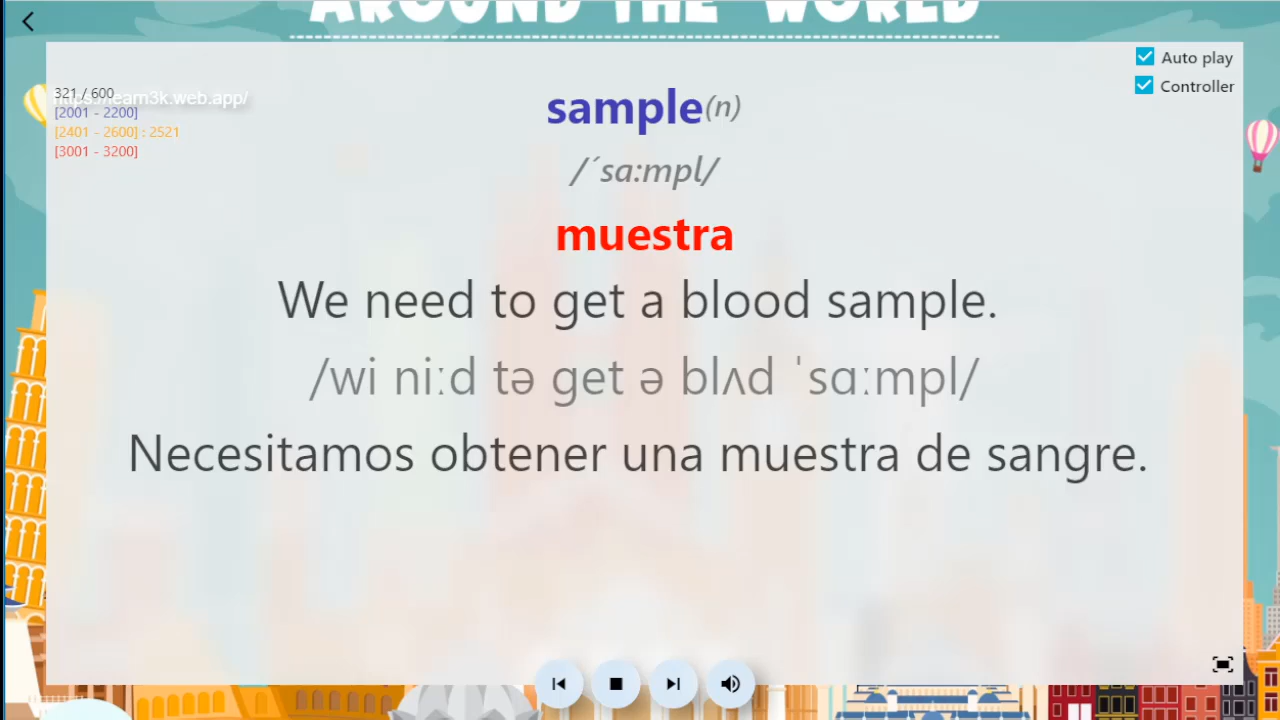 AROUND THE WORLD
Auto play
Controller
321 / 600
https://learn3k.web.app/
[2001 - 2200]
[2401 - 2600] : 2521
[3001 - 3200]
sample(n)
/´sa:mpl/
muestra
We need to get a blood sample.
/wi niːd tə get ə blʌd ˈsɑːmpl/
Necesitamos obtener una muestra de sangre.